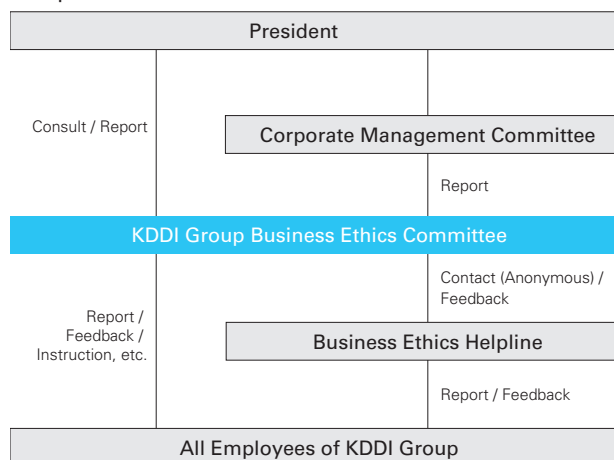 President
Consult / Report
Corporate Management Committee
Report
KDDI Group Business Ethics Committee
Contact (Anonymous) /
Feedback
Report /
Feedback /
Instruction, etc.
Business Ethics Helpline
Report / Feedback
All Employees of KDDI Group